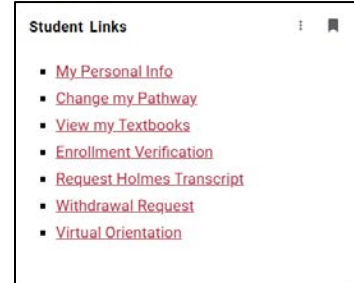 Student Links
My Personal Info
Change my Pathway
View my Textbooks
Enrollment Verification
Request Holmes Transcript
Withdrawal Request
Virtual Orientation